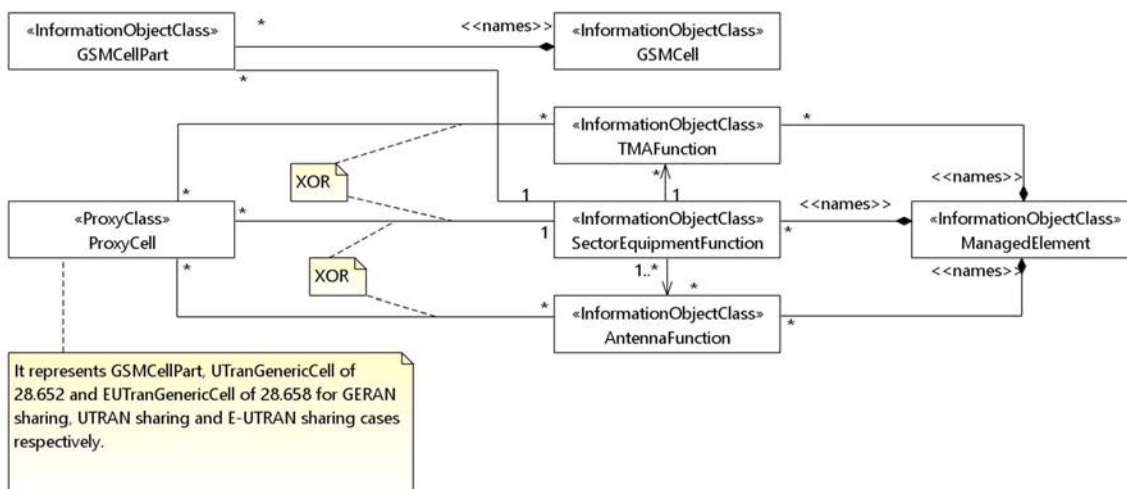 «InformationObjectClass»
GSMCellPart
*
<<names>>
«InformationObjectClass»
GSMCell
*
*
«InformationObjectClass»
TMAFunction
*
XOR
*
<<names>>
*
1
1
«ProxyClass»
ProxyCell
*
1
«InformationObjectClass»
SectorEquipmentFunction
<<names>>
*
«InformationObjectClass»
ManagedElement
*
XOR
1..*
<<names>>
*
*
«InformationObjectClass»
AntennaFunction
*
It represents GSMCellPart, UTranGenericCell of
28.652 and EUTranGenericCell of 28.658 for GERAN
sharing, UTRAN sharing and E-UTRAN sharing cases
respectively.